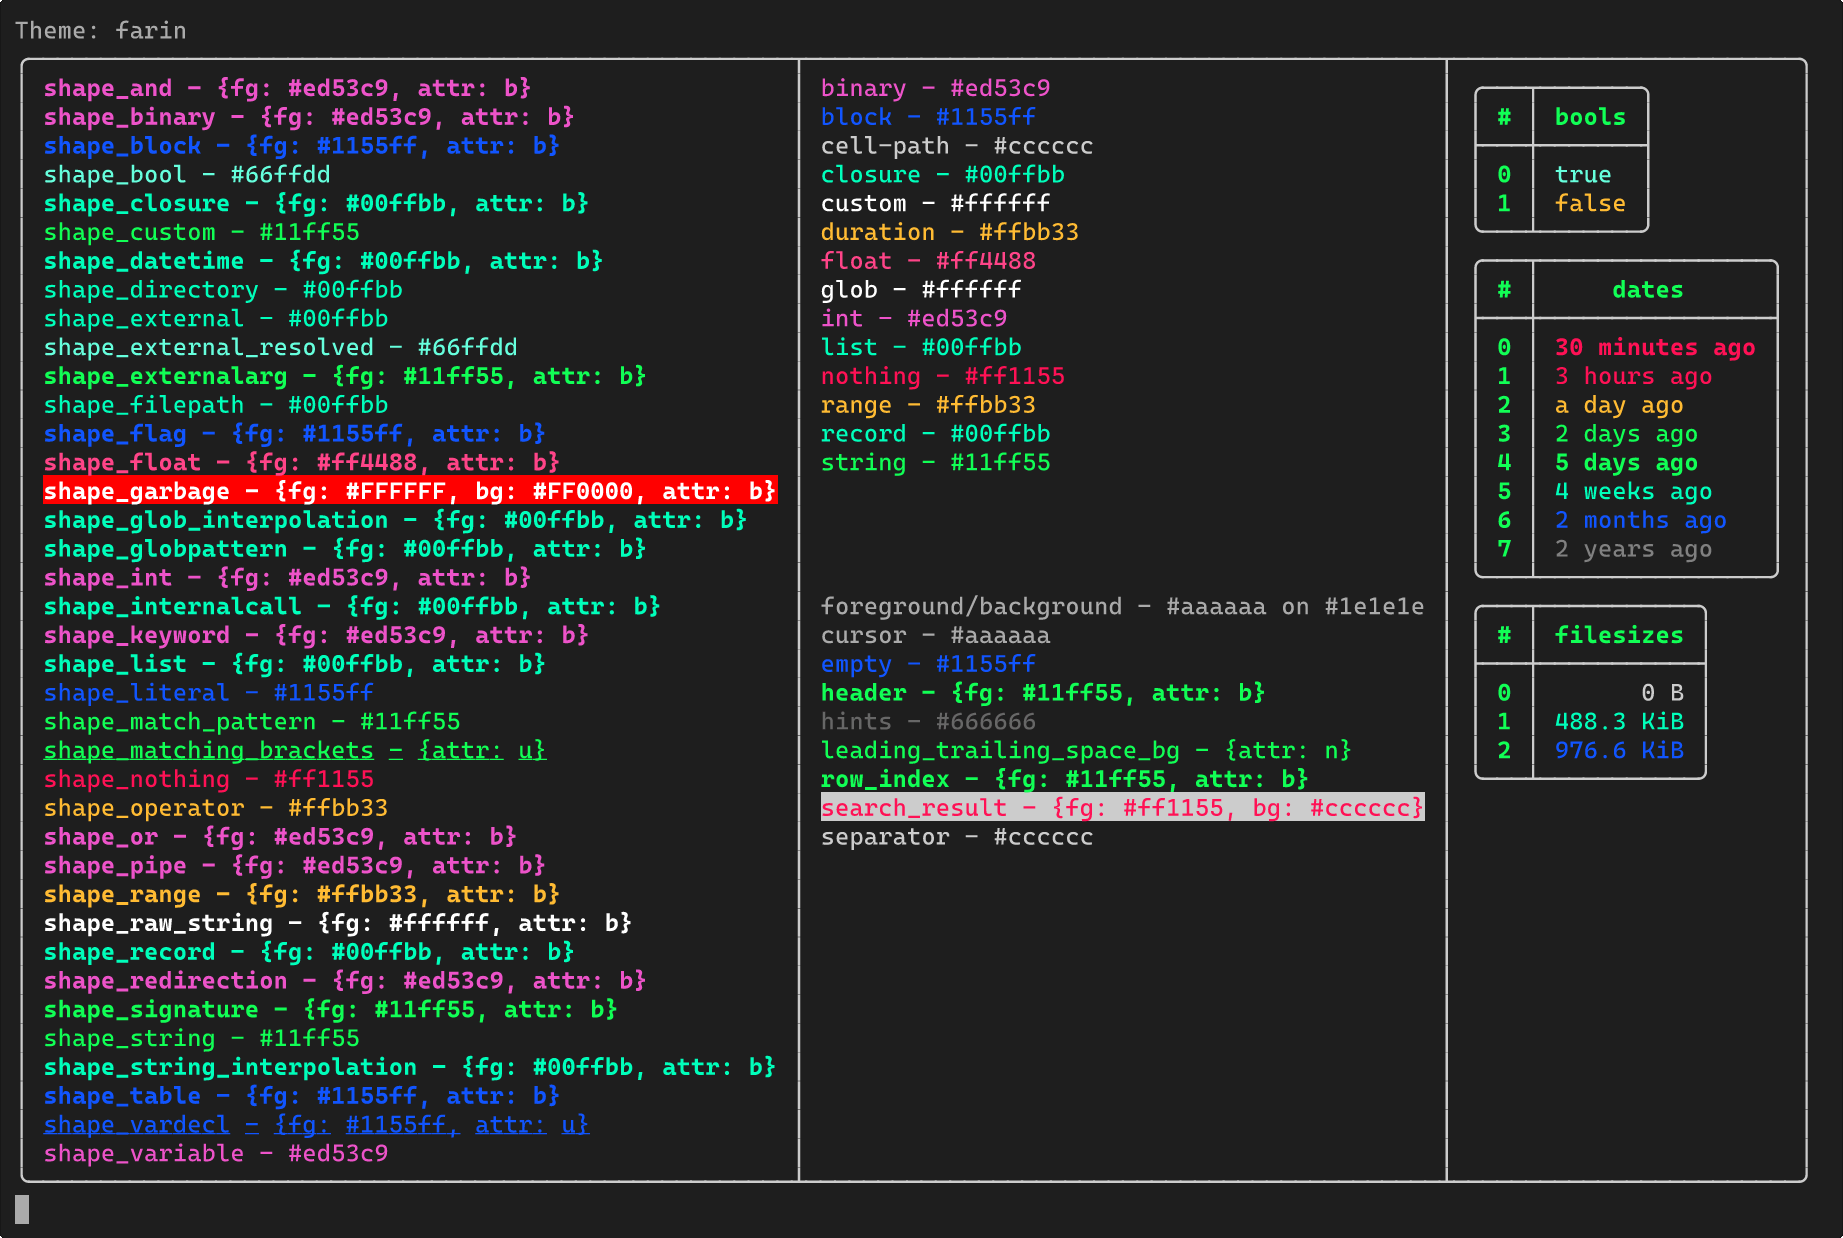 Theme: farin
shape_and - {fg: #ed53c9, attr: b}
shape_binary - {fg: #ed53c9, attr: b}
shape_block - {fg: #1155ff, attr: b}
shape_bool - #66ffdd
shape_closure - {fg: #00ffbb, attr: b}
shape_custom - #11ff55
shape_datetime - {fg: #00ffbb, attr: b}
shape_directory - #00ffbb
shape_external - #00ffbb
shape_external_resolved - #66ffdd
shape_externalarg - {fg: #11ff55, attr: b}
shape_filepath - #00ffbb
shape_flag - {fg: #1155ff, attr: b}
shape_float - {fg: #ff4488, attr: b}
shape_garbage - {fg: #FFFFFF, bg: #FF0000, attr: b}
shape_glob_interpolation - {fg: #00ffbb, attr: b}
shape_globpattern - {fg: #00ffbb, attr: b}
shape_int - {fg: #ed53c9, attr: b}
shape_internalcall - {fg: #00ffbb, attr: b}
shape_keyword - {fg: #ed53c9, attr: b}
shape_list - {fg: #00ffbb, attr: b}
shape_literal - #1155ff
shape_match_pattern - #11ff55
shape_matching_brackets - {attr: u}
shape_nothing - #ff1155
shape_operator - #ffbb33
shape_or - {fg: #ed53c9, attr: b}
shape_pipe - {fg: #ed53c9, attr: b}
shape_range - {fg: #ffbb33, attr: b}
shape_raw_string - {fg: #ffffff, attr: b}
shape_record - {fg: #00ffbb, attr: b}
shape_redirection - {fg: #ed53c9, attr: b}
shape_signature - {fg: #11ff55, attr: b}
shape_string - #11ff55
shape_string_interpolation - {fg: #00ffbb, attr: b}
shape_table - {fg: #1155ff, attr: b}
shape_vardecl - {fg: #1155ff, attr: u}
shape_variable - #ed53c9
binary - #ed53c9
block - #1155ff
cell-path - #cccccc
closure - #00ffbb
custom - #ffffff
duration - #ffbb33
float - #ff4488
glob - #ffffff
int - #ed53c9
list - #00ffbb
nothing - #ff1155
range - #ffbb33
record - #00ffbb
string - #11ff55
foreground/background - #aaaaaa on #1e1e1e
cursor - #aaaaaa
empty - #1155ff
header - {fg: #11ff55, attr: b}
hints - #666666
leading_trailing_space_bg - {attr: n}
row_index - {fg: #11ff55, attr: b}
search_result - {fg: #ff1155, bg: #cccccc}
separator - #cccccc
# bools
0 true
1 false
# dates
0 30 minutes ago
1 3 hours ago
2 a day ago
3 2 days ago
4 5 days ago
5 4 weeks ago
6 2 months ago
7 2 years ago
# filesizes
0 0 B
1 488.3 KiB
2 976.6 KiB